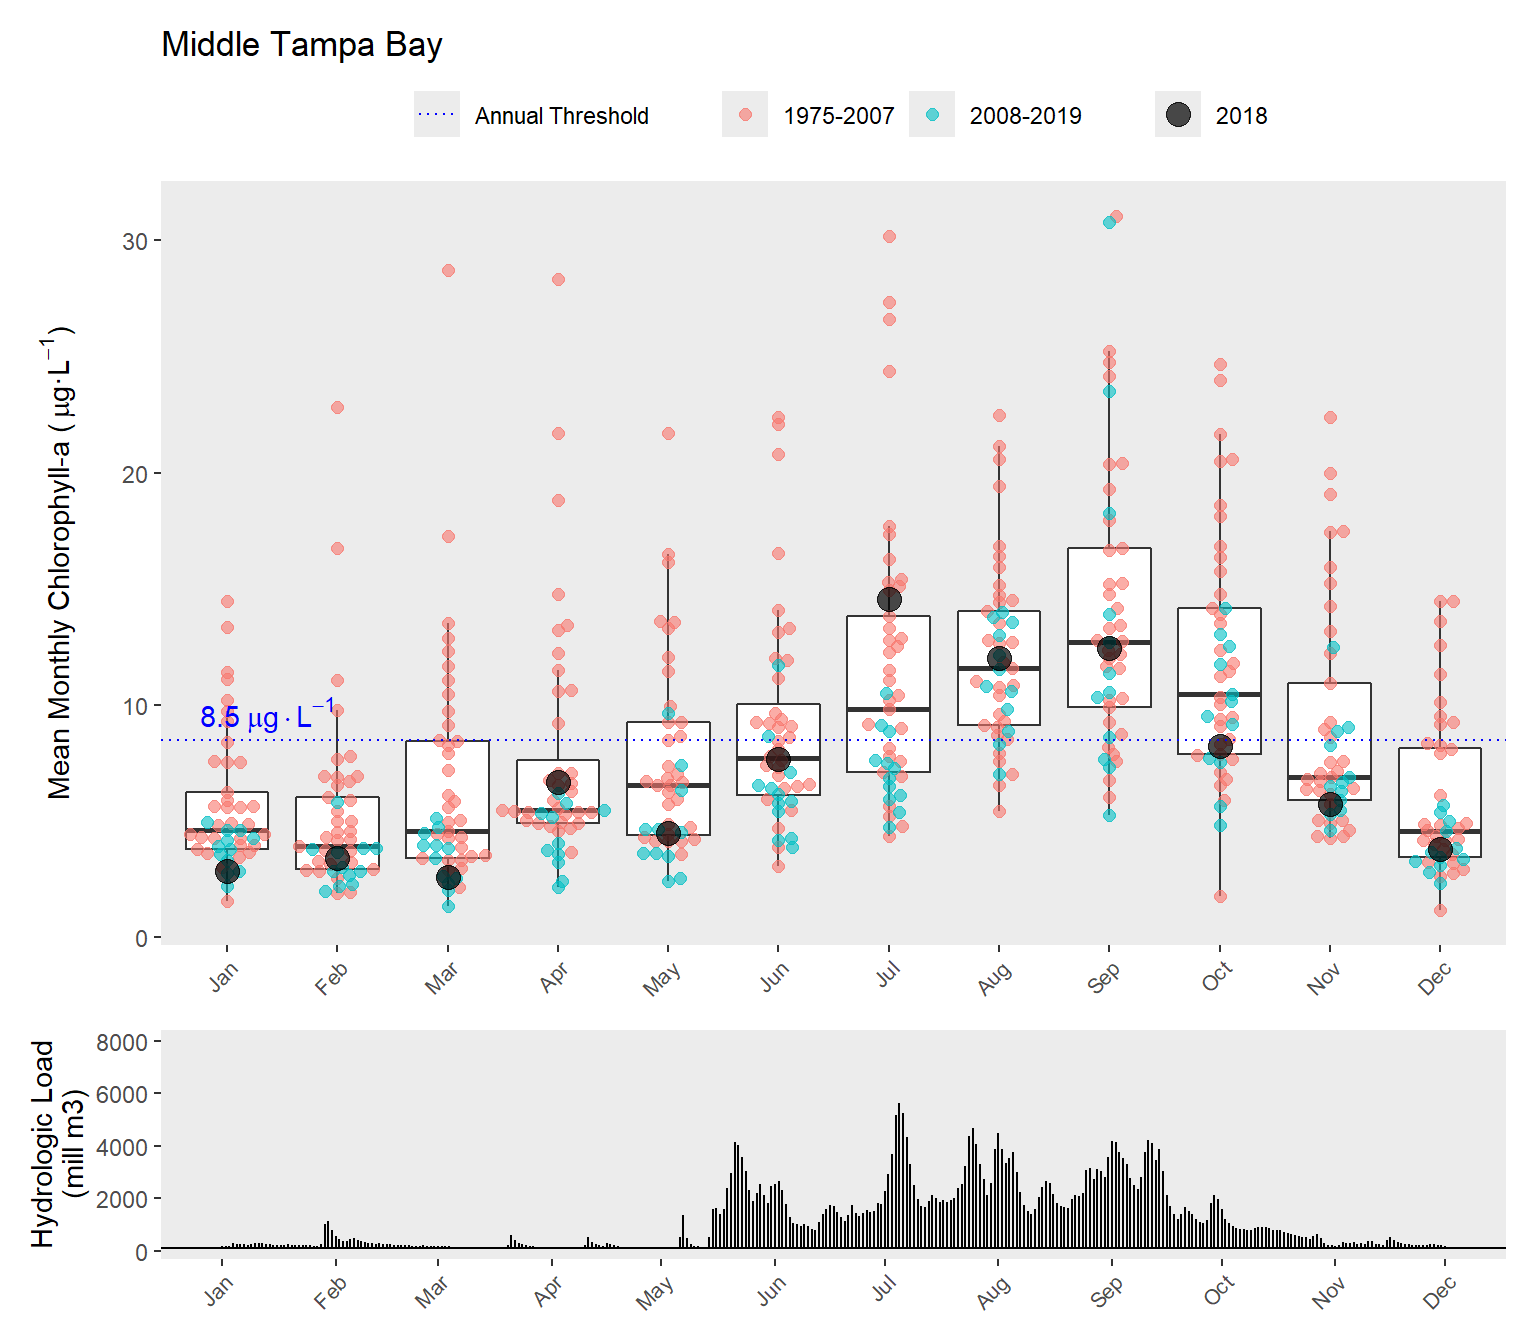 Middle Tampa Bay
Annual Threshold 1975-2007 2008-2019 2018
Mean Monthly Chlorophyll-a ( μg·L⁻¹)
30
20
10
0
8.5 μg·L⁻¹
Jan Feb Mar Apr May Jun Jul Aug Sep Oct Nov Dec
Hydrologic Load
(mill m3)
8000
6000
4000
2000
0
Jan Feb Mar Apr May Jun Jul Aug Sep Oct Nov Dec